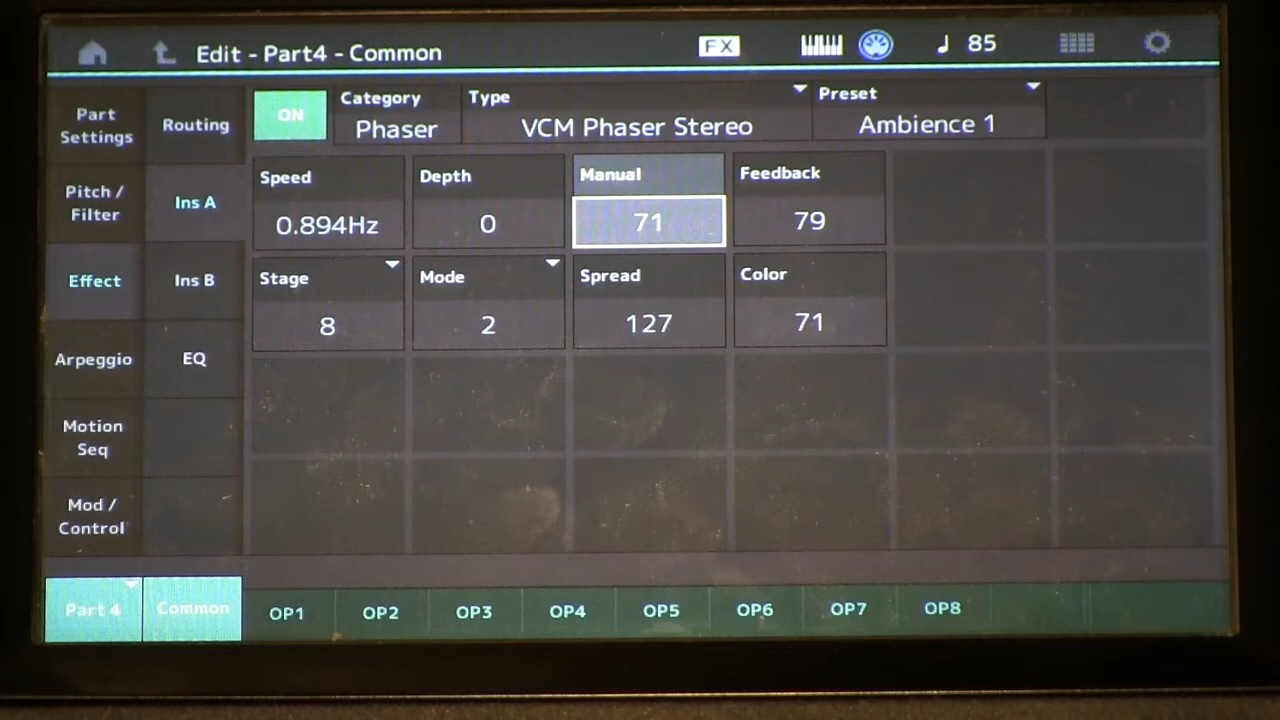 Edit - Part4 - Common
FX
85
Part
Settings
Pitch /
Filter
Effect
Arpeggio
Motion
Seq
Mod /
Control
Routing
Ins A
Ins B
EQ
ON
Category
Phaser
Type
VCM Phaser Stereo
Preset
Ambience 1
Speed
0.894Hz
Depth
0
Manual
71
Feedback
79
Stage
8
Mode
2
Spread
127
Color
71
Part 4
Common
OP1
OP2
OP3
OP4
OP5
OP6
OP7
OP8